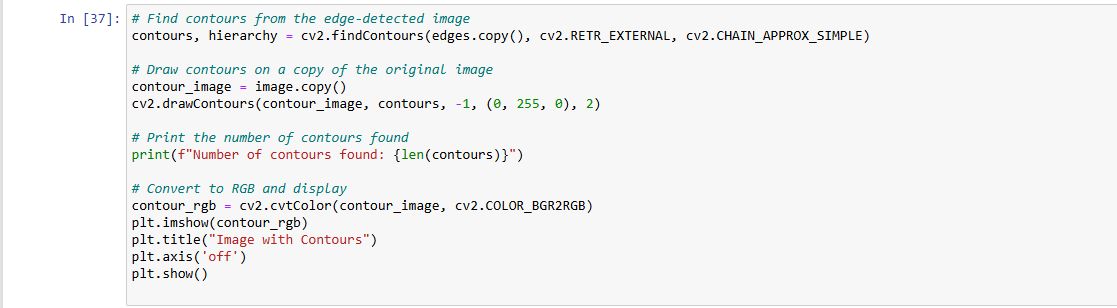 In [37]: # Find contours from the edge-detected image
contours, hierarchy = cv2.findContours(edges.copy(), cv2.RETR_EXTERNAL, cv2.CHAIN_APPROX_SIMPLE)
# Draw contours on a copy of the original image
contour_image = image.copy()
cv2.drawContours(contour_image, contours, -1, (0, 255, 0), 2)
# Print the number of contours found
print(f"Number of contours found: {len(contours)}")
# Convert to RGB and display
contour_rgb = cv2.cvtColor(contour_image, cv2.COLOR_BGR2RGB)
plt.imshow(contour_rgb)
plt.title("Image with Contours")
plt.axis('off')
plt.show()